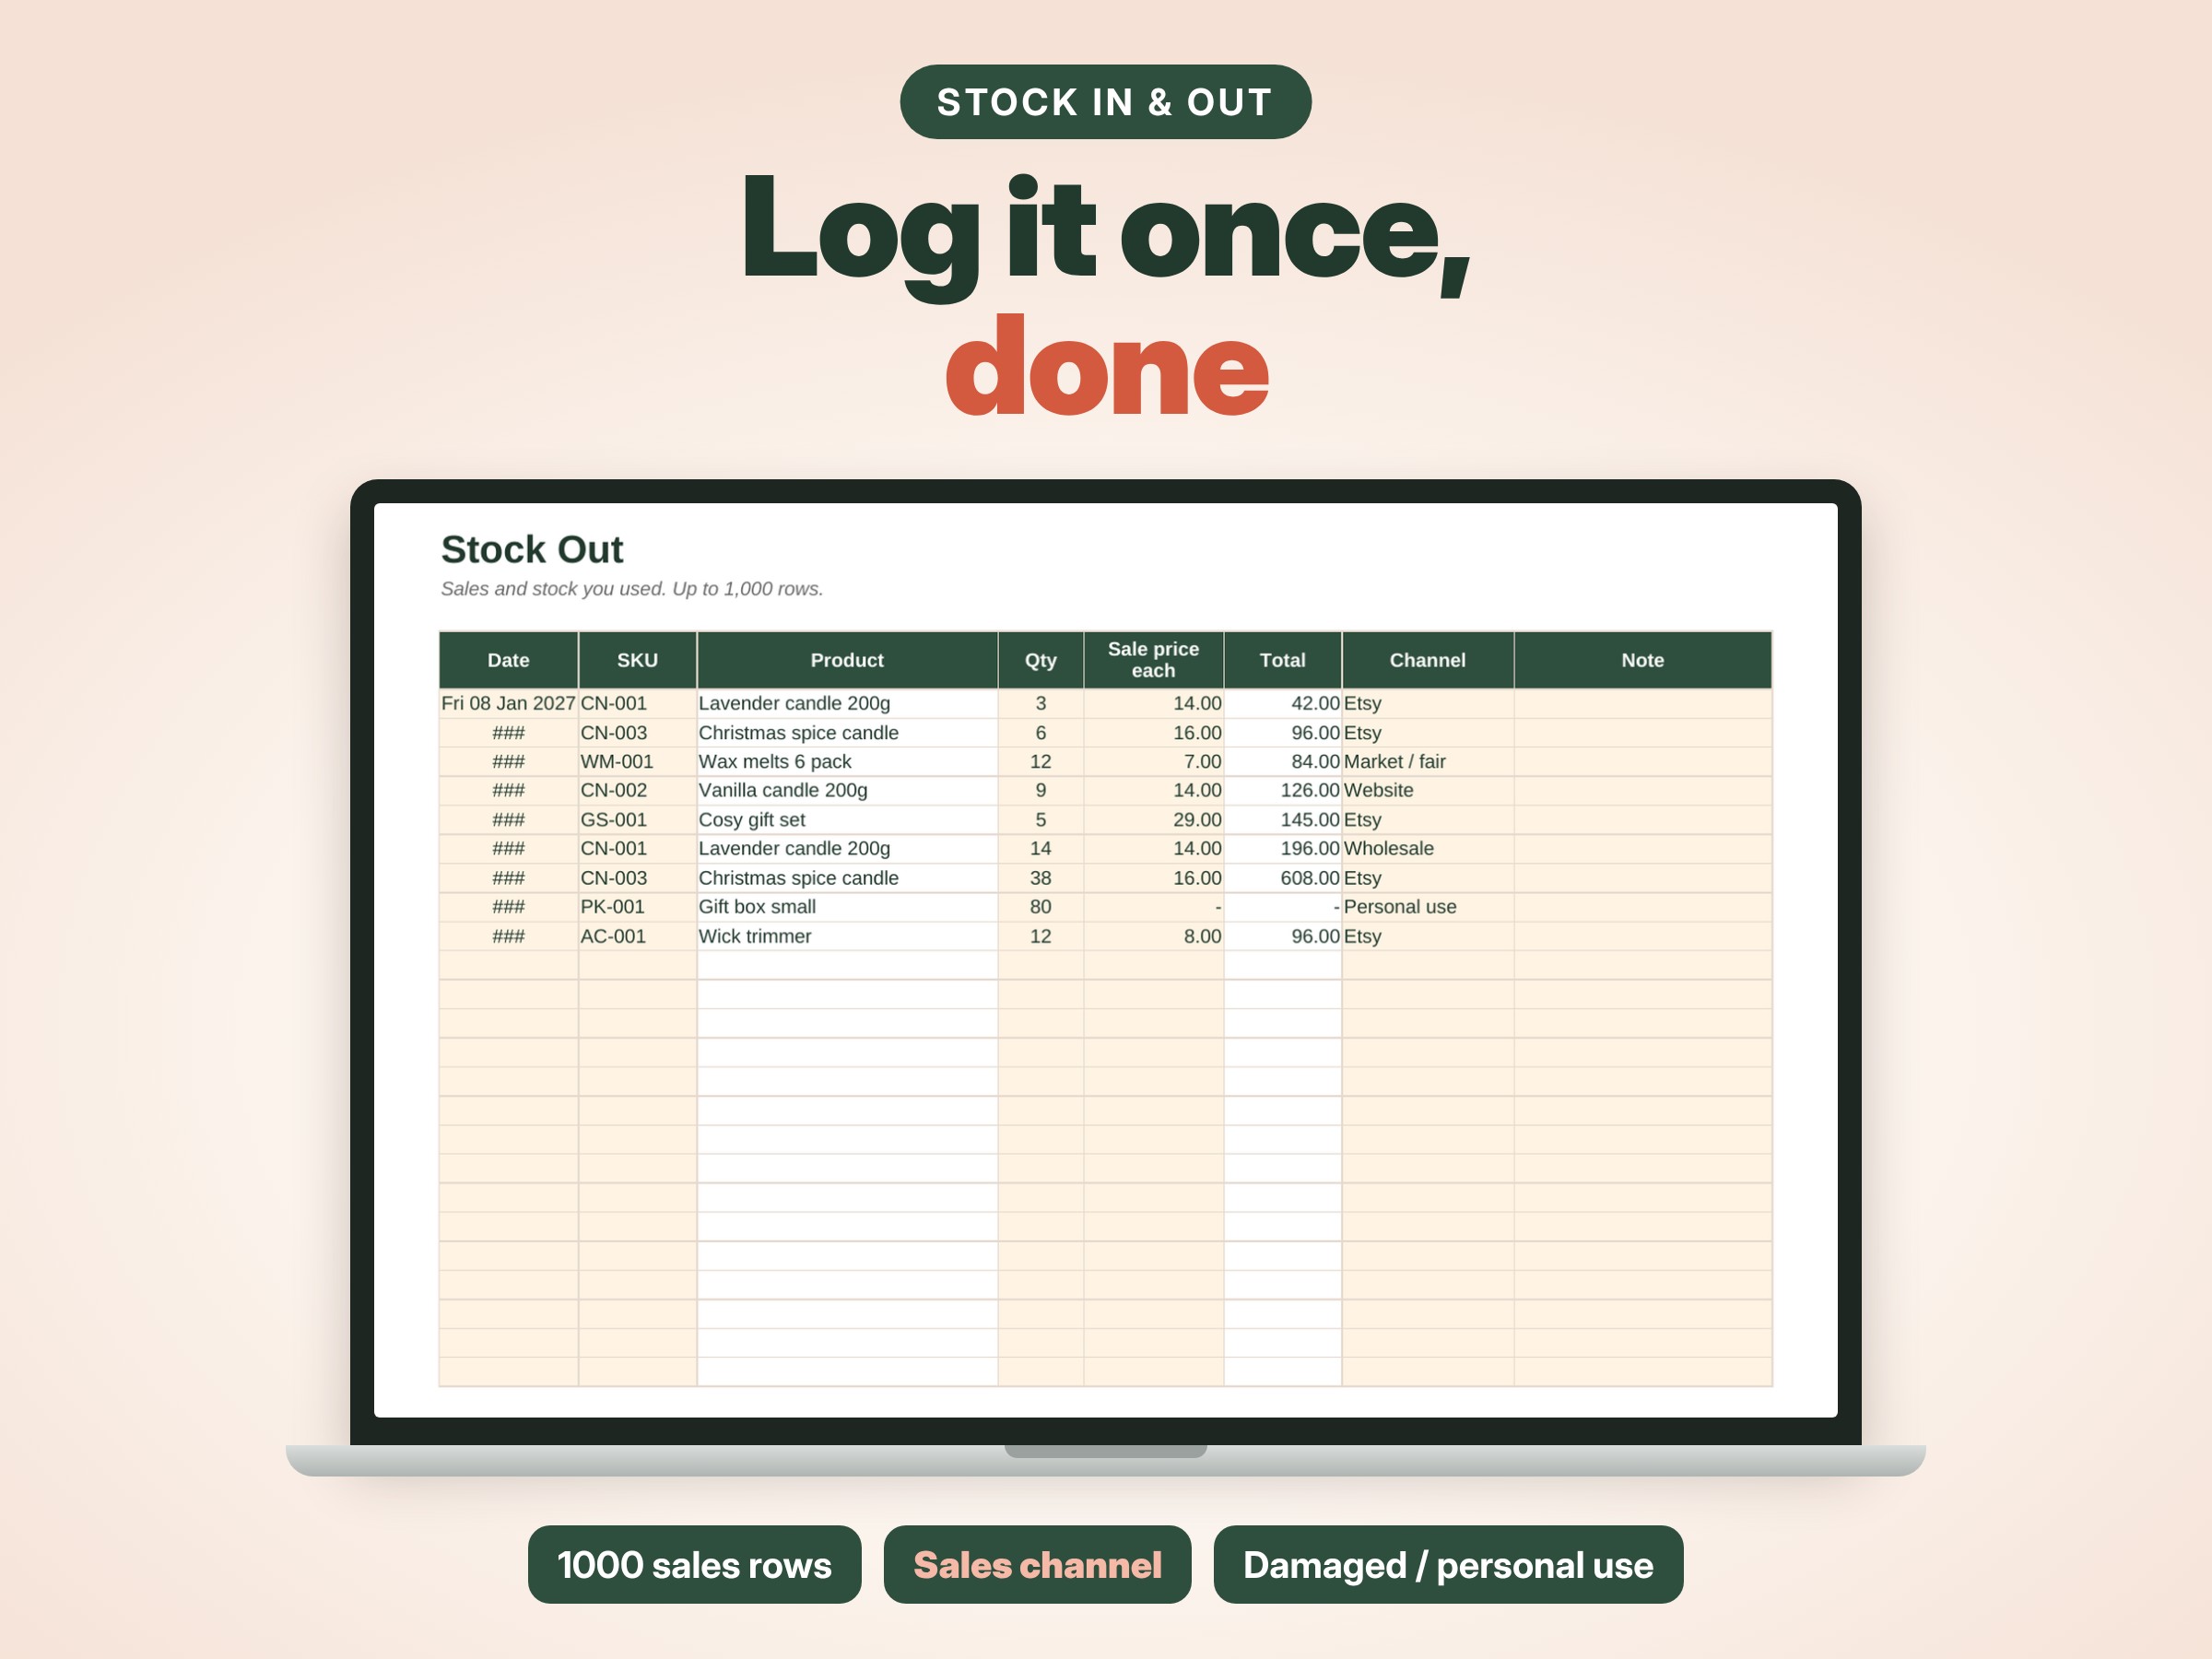 STOCK IN & OUT
Log it once,
done
Stock Out
Sales and stock you used. Up to 1,000 rows.
Date SKU Product Qty Sale price each Total Channel Note
Fri 08 Jan 2027 CN-001 Lavender candle 200g 3 14.00 42.00 Etsy
### CN-003 Christmas spice candle 6 16.00 96.00 Etsy
### WM-001 Wax melts 6 pack 12 7.00 84.00 Market / fair
### CN-002 Vanilla candle 200g 9 14.00 126.00 Website
### GS-001 Cosy gift set 5 29.00 145.00 Etsy
### CN-001 Lavender candle 200g 14 14.00 196.00 Wholesale
### CN-003 Christmas spice candle 38 16.00 608.00 Etsy
### PK-001 Gift box small 80 - - Personal use
### AC-001 Wick trimmer 12 8.00 96.00 Etsy
1000 sales rows Sales channel Damaged / personal use